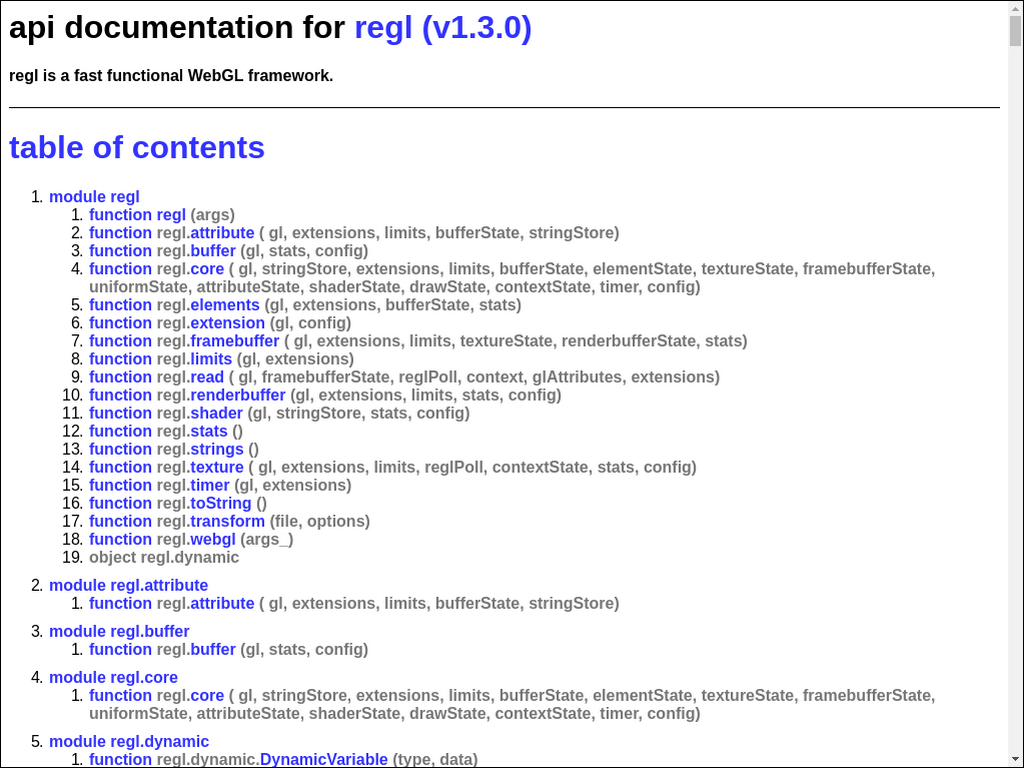 api documentation for regl (v1.3.0)
regl is a fast functional WebGL framework.
table of contents
1. module regl
1. function regl (args)
2. function regl.attribute ( gl, extensions, limits, bufferState, stringStore)
3. function regl.buffer (gl, stats, config)
4. function regl.core ( gl, stringStore, extensions, limits, bufferState, elementState, textureState, framebufferState,
uniformState, attributeState, shaderState, drawState, contextState, timer, config)
5. function regl.elements (gl, extensions, bufferState, stats)
6. function regl.extension (gl, config)
7. function regl.framebuffer ( gl, extensions, limits, textureState, renderbufferState, stats)
8. function regl.limits (gl, extensions)
9. function regl.read ( gl, framebufferState, reglPoll, context, glAttributes, extensions)
10. function regl.renderbuffer (gl, extensions, limits, stats, config)
11. function regl.shader (gl, stringStore, stats, config)
12. function regl.stats ()
13. function regl.strings ()
14. function regl.texture ( gl, extensions, limits, reglPoll, contextState, stats, config)
15. function regl.timer (gl, extensions)
16. function regl.toString ()
17. function regl.transform (file, options)
18. function regl.webgl (args_)
19. object regl.dynamic
2. module regl.attribute
1. function regl.attribute ( gl, extensions, limits, bufferState, stringStore)
3. module regl.buffer
1. function regl.buffer (gl, stats, config)
4. module regl.core
1. function regl.core ( gl, stringStore, extensions, limits, bufferState, elementState, textureState, framebufferState,
uniformState, attributeState, shaderState, drawState, contextState, timer, config)
5. module regl.dynamic
1. function regl.dynamic.DynamicVariable (type, data)